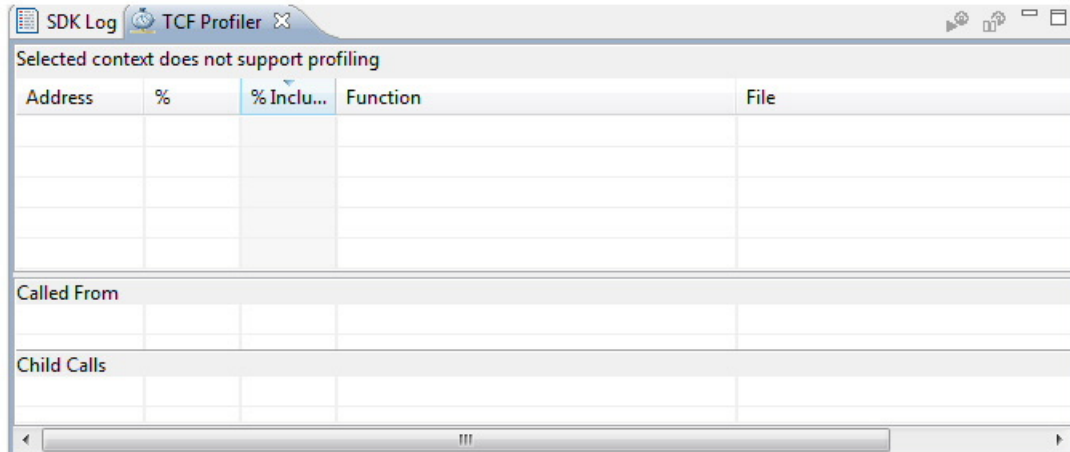 SDK Log TCF Profiler
Selected context does not support profiling
Address % % Inclu... Function File
Called From
Child Calls